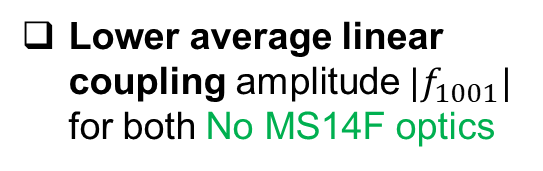 ❑ Lower average linear
coupling amplitude |f₁₀₀₁|
for both No MS14F optics